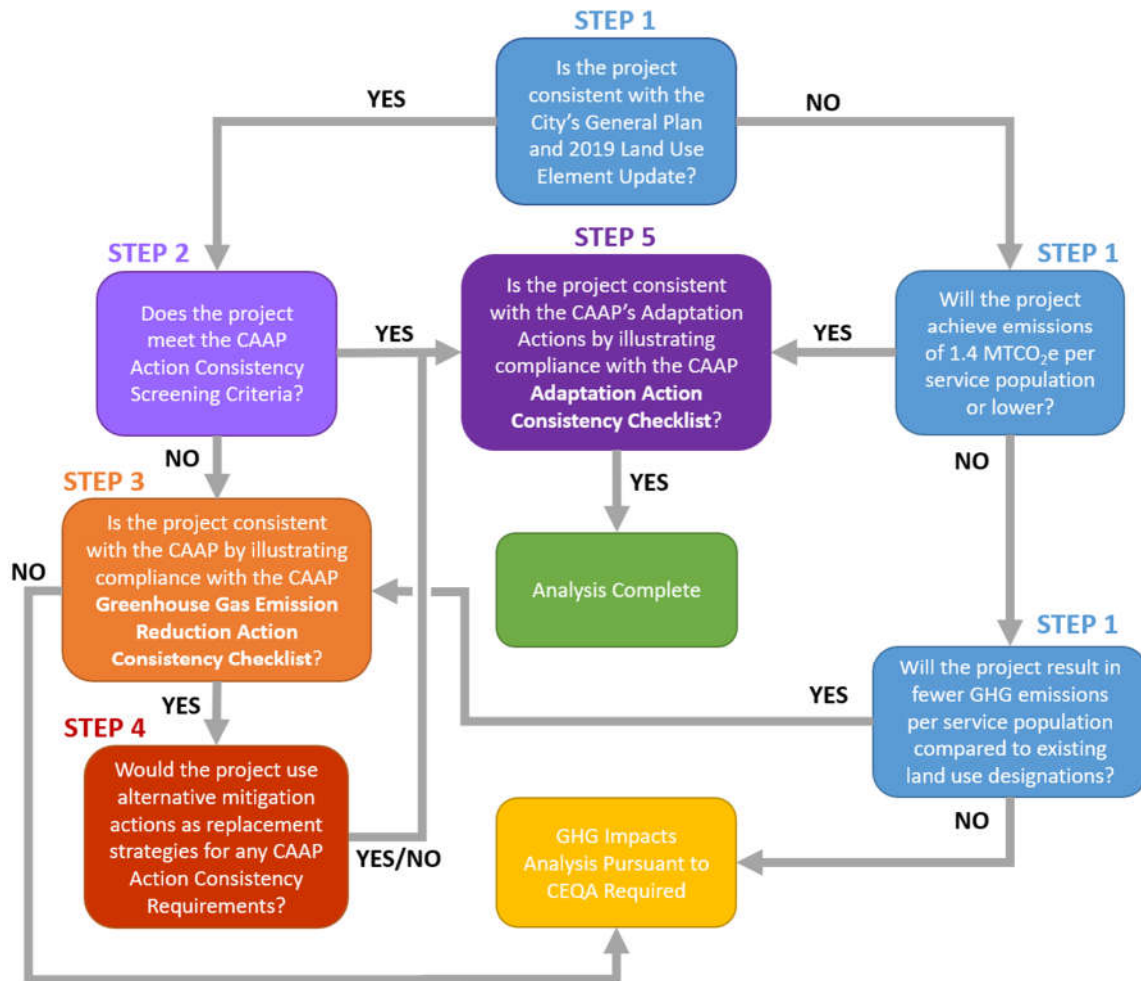 STEP 1
Is the project
consistent with the
City's General Plan
and 2019 Land Use
Element Update?
YES
NO
STEP 2
Does the project
meet the CAAP
Action Consistency
Screening Criteria?
YES
NO
STEP 5
Is the project consistent
with the CAAP's Adaptation
Actions by illustrating
compliance with the CAAP
Adaptation Action
Consistency Checklist?
YES
STEP 1
Will the project
achieve emissions
of 1.4 MTCO₂e per
service population
or lower?
YES
NO
STEP 3
Is the project consistent
with the CAAP by illustrating
compliance with the CAAP
Greenhouse Gas Emission
Reduction Action
Consistency Checklist?
NO
YES
Analysis Complete
STEP 1
Will the project result in
fewer GHG emissions
per service population
compared to existing
land use designations?
YES
NO
STEP 4
Would the project use
alternative mitigation
actions as replacement
strategies for any CAAP
Action Consistency
Requirements?
YES/NO
GHG Impacts
Analysis Pursuant to
CEQA Required